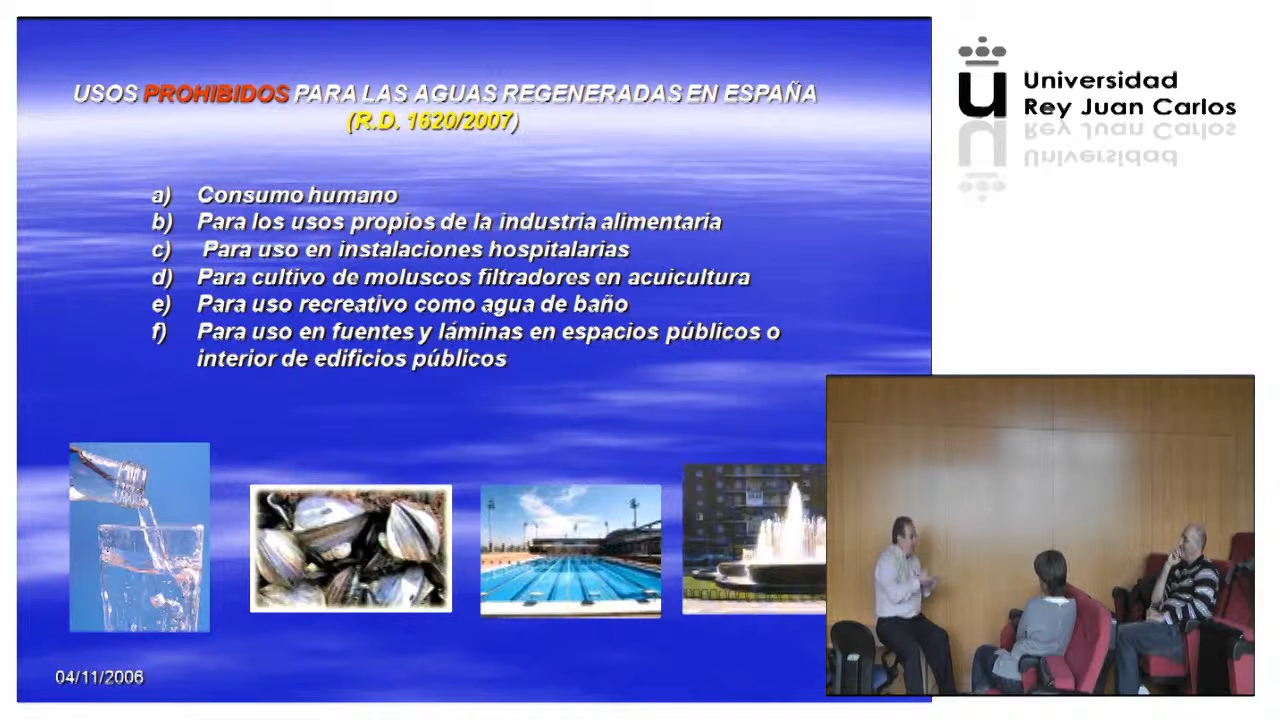 USOS PROHIBIDOS PARA LAS AGUAS REGENERADAS EN ESPAÑA
(R.D. 1620/2007)
a) Consumo humano
b) Para los usos propios de la industria alimentaria
c) Para uso en instalaciones hospitalarias
d) Para cultivo de moluscos filtradores en acuicultura
e) Para uso recreativo como agua de baño
f) Para uso en fuentes y láminas en espacios públicos o
interior de edificios públicos
04/11/2006
Universidad
Rey Juan Carlos